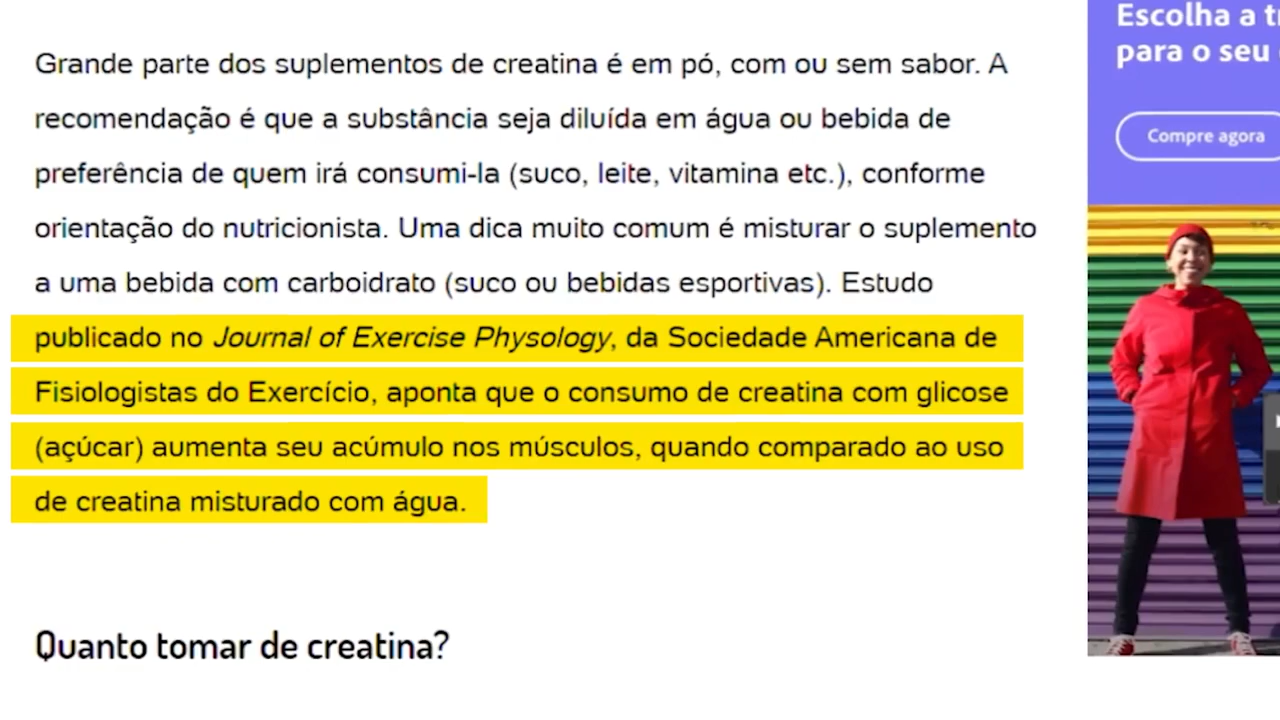 Grande parte dos suplementos de creatina é em pó, com ou sem sabor. A
recomendação é que a substância seja diluída em água ou bebida de
preferência de quem irá consumi-la (suco, leite, vitamina etc.), conforme
orientação do nutricionista. Uma dica muito comum é misturar o suplemento
a uma bebida com carboidrato (suco ou bebidas esportivas). Estudo
publicado no Journal of Exercise Physology, da Sociedade Americana de
Fisiologistas do Exercício, aponta que o consumo de creatina com glicose
(açúcar) aumenta seu acúmulo nos músculos, quando comparado ao uso
de creatina misturado com água.
Quanto tomar de creatina?
Escolha a
para o seu
Compre agora